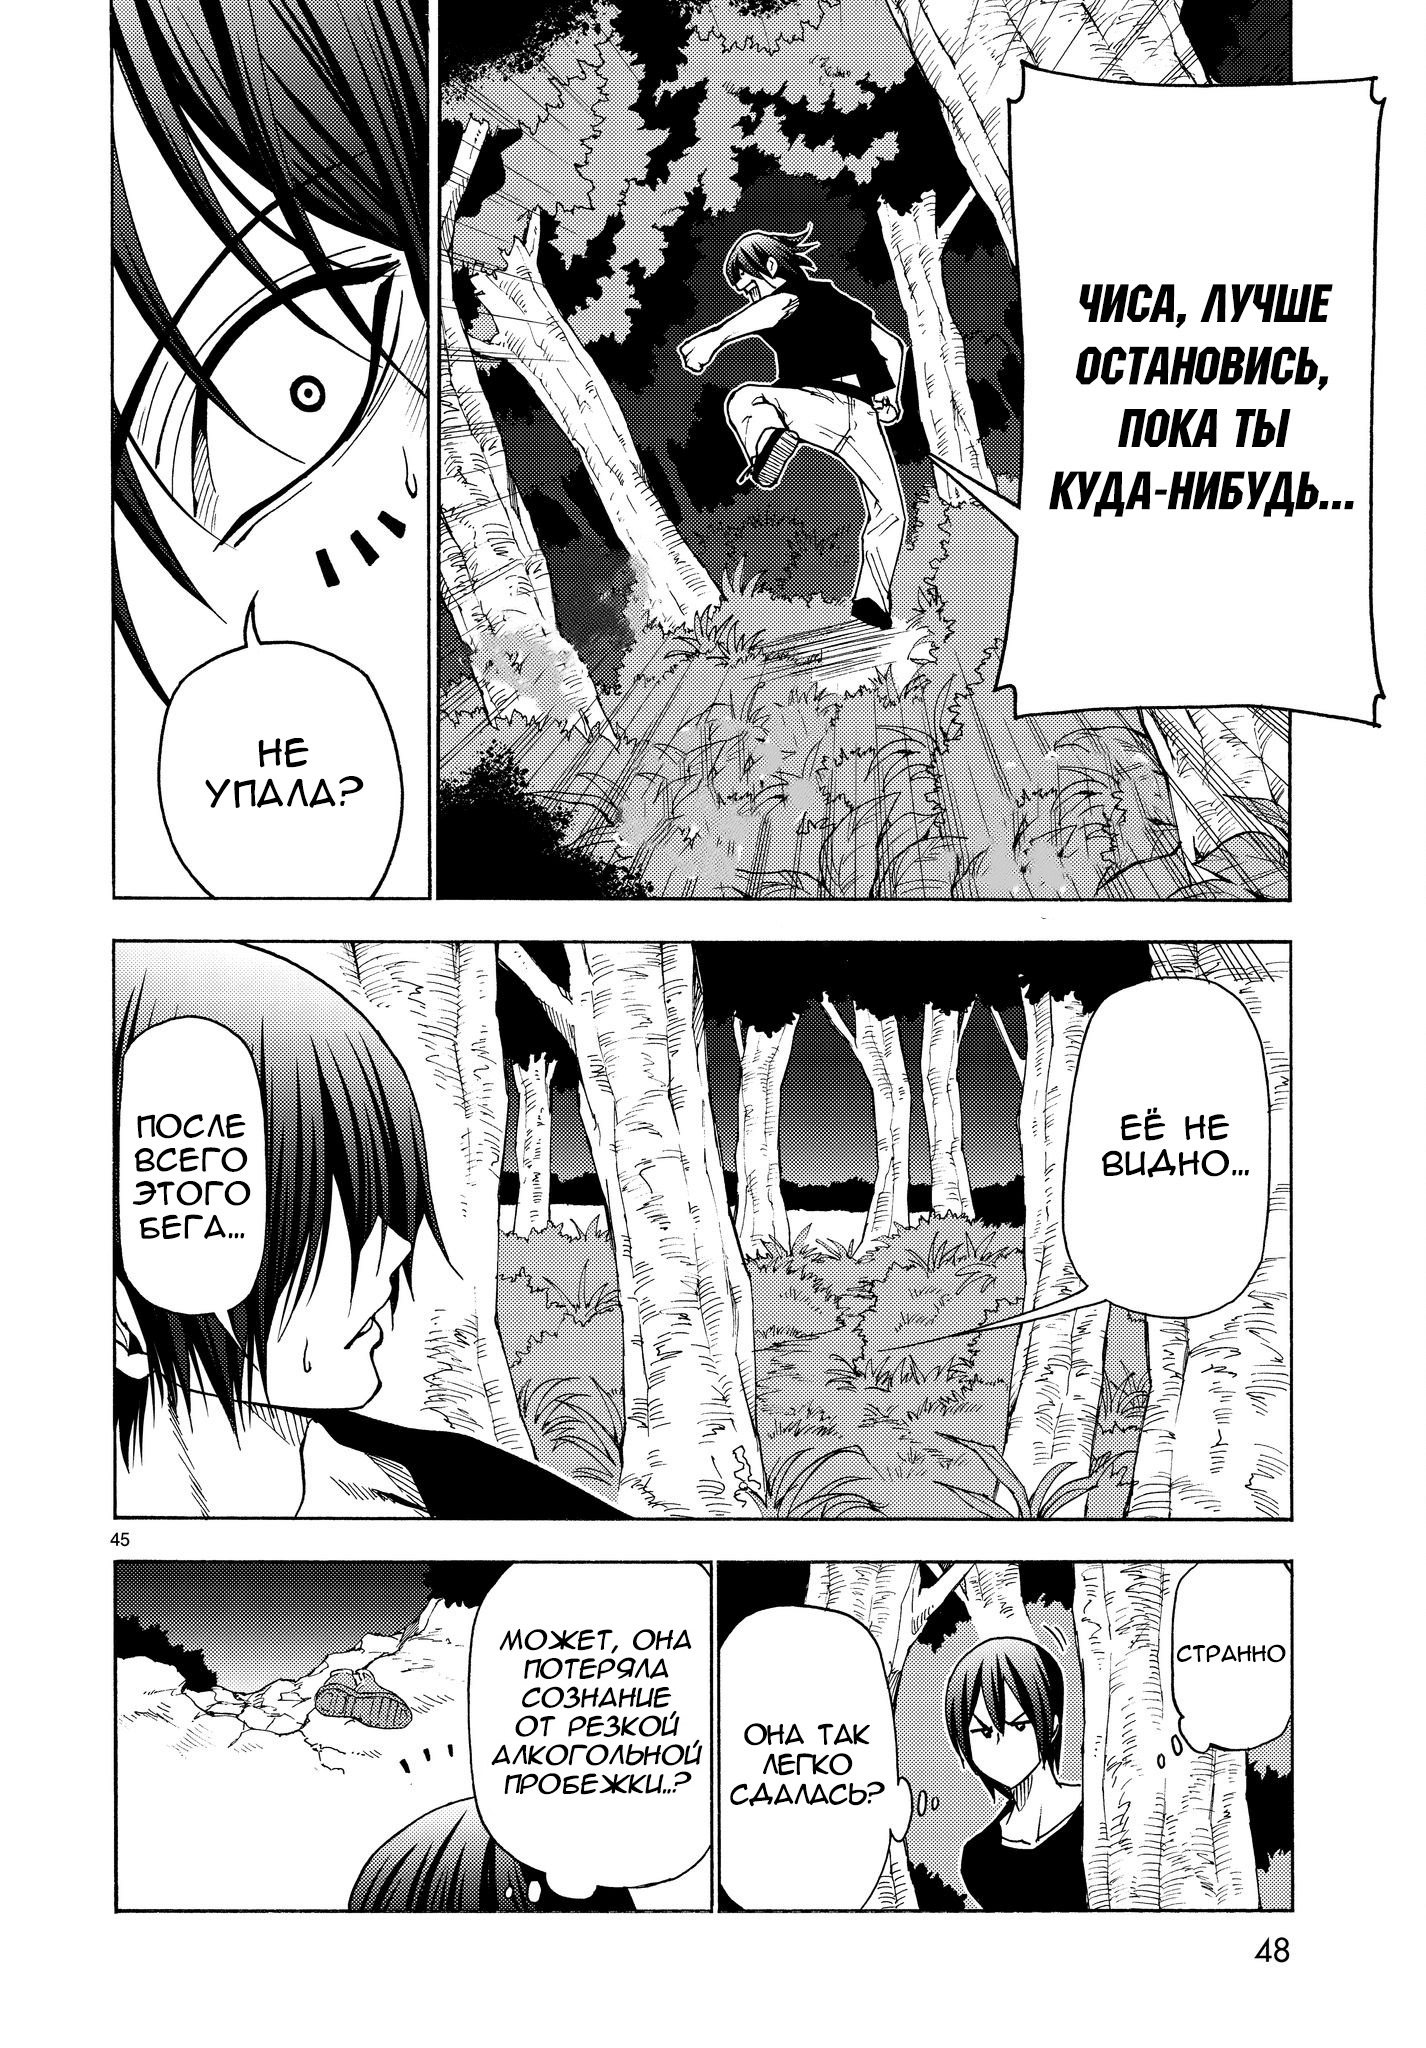 ЧИСА, ЛУЧШЕ
ОСТАНОВИСЬ,
ПОКА ТЫ
КУДА-НИБУДЬ...
НЕ
УПАЛА?
ЕЁ НЕ
ВИДНО...
ПОСЛЕ
ВСЕГО
ЭТОГО
БЕГА...
45
СТРАННО
ОНА ТАК
ЛЕГКО
СДАЛАСЬ?
МОЖЕТ, ОНА
ПОТЕРЯЛА
СОЗНАНИЕ
ОТ РЕЗКОЙ
АЛКОГОЛЬНОЙ
ПРОБЕЖКИ..?
48